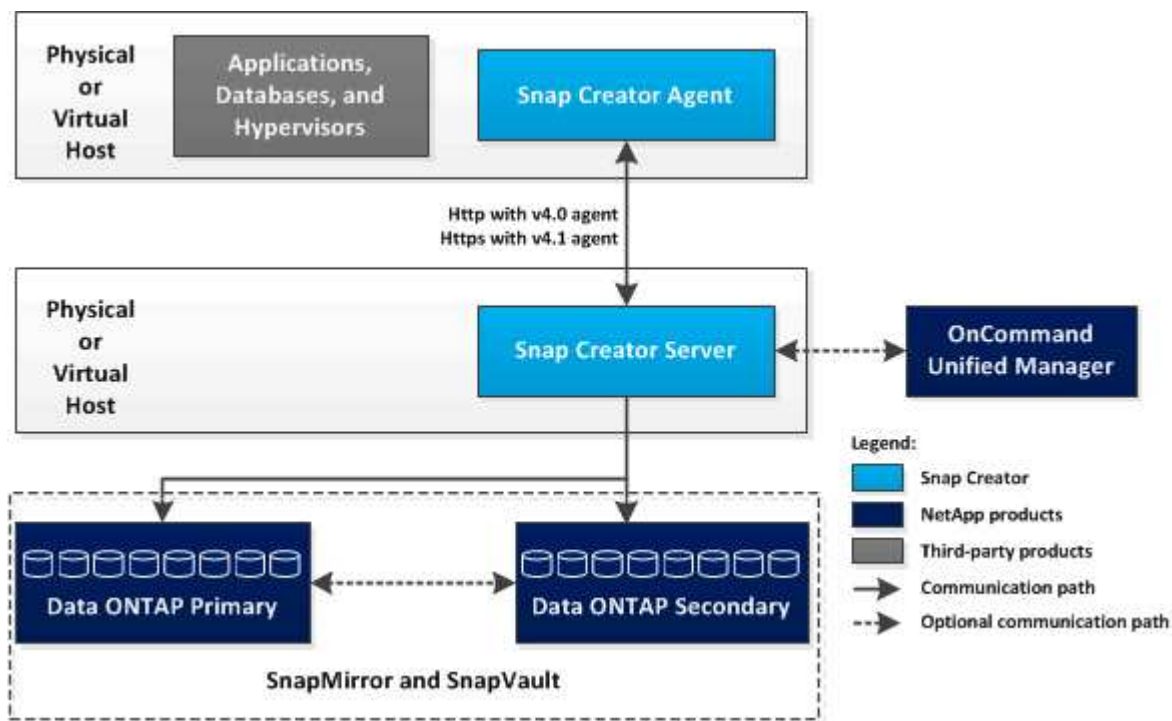 Physical
or
Virtual
Host
Applications,
Databases, and
Hypervisors
Snap Creator Agent
Http with v4.0 agent
Https with v4.1 agent
Physical
or
Virtual
Host
Snap Creator Server
OnCommand
Unified Manager
Legend:
Snap Creator
NetApp products
Third-party products
Communication path
Optional communication path
Data ONTAP Primary
Data ONTAP Secondary
SnapMirror and SnapVault